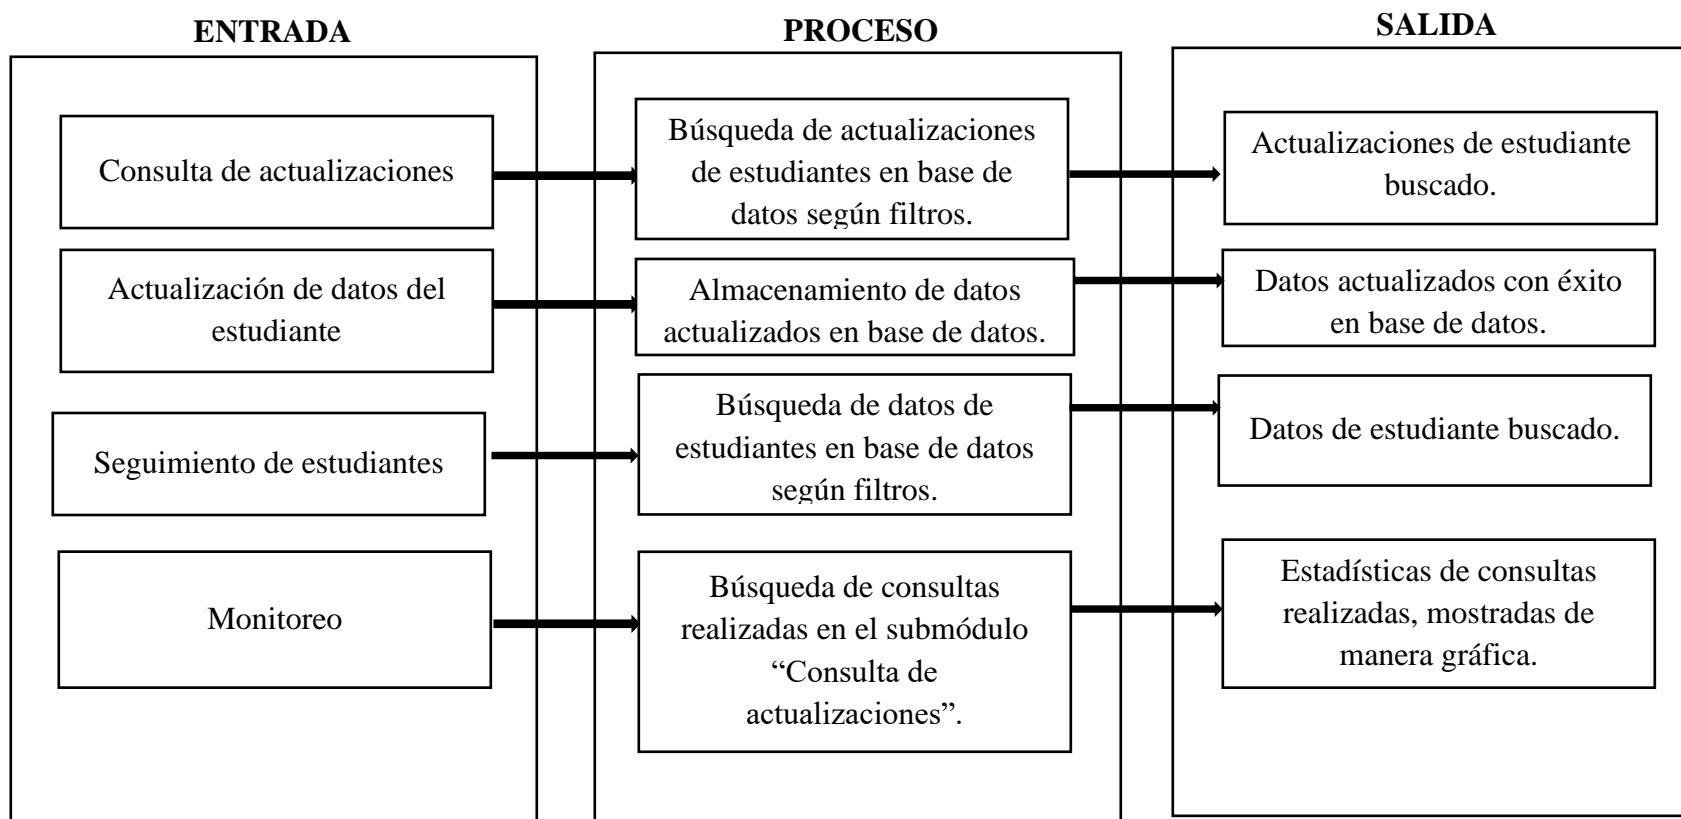 ENTRADA
PROCESO
SALIDA
Consulta de actualizaciones
Búsqueda de actualizaciones
de estudiantes en base de
datos según filtros.
Actualizaciones de estudiante
buscado.
Actualización de datos del
estudiante
Almacenamiento de datos
actualizados en base de datos.
Datos actualizados con éxito
en base de datos.
Seguimiento de estudiantes
Búsqueda de datos de
estudiantes en base de datos
según filtros.
Datos de estudiante buscado.
Monitoreo
Búsqueda de consultas
realizadas en el submódulo
“Consulta de
actualizaciones”.
Estadísticas de consultas
realizadas, mostradas de
manera gráfica.